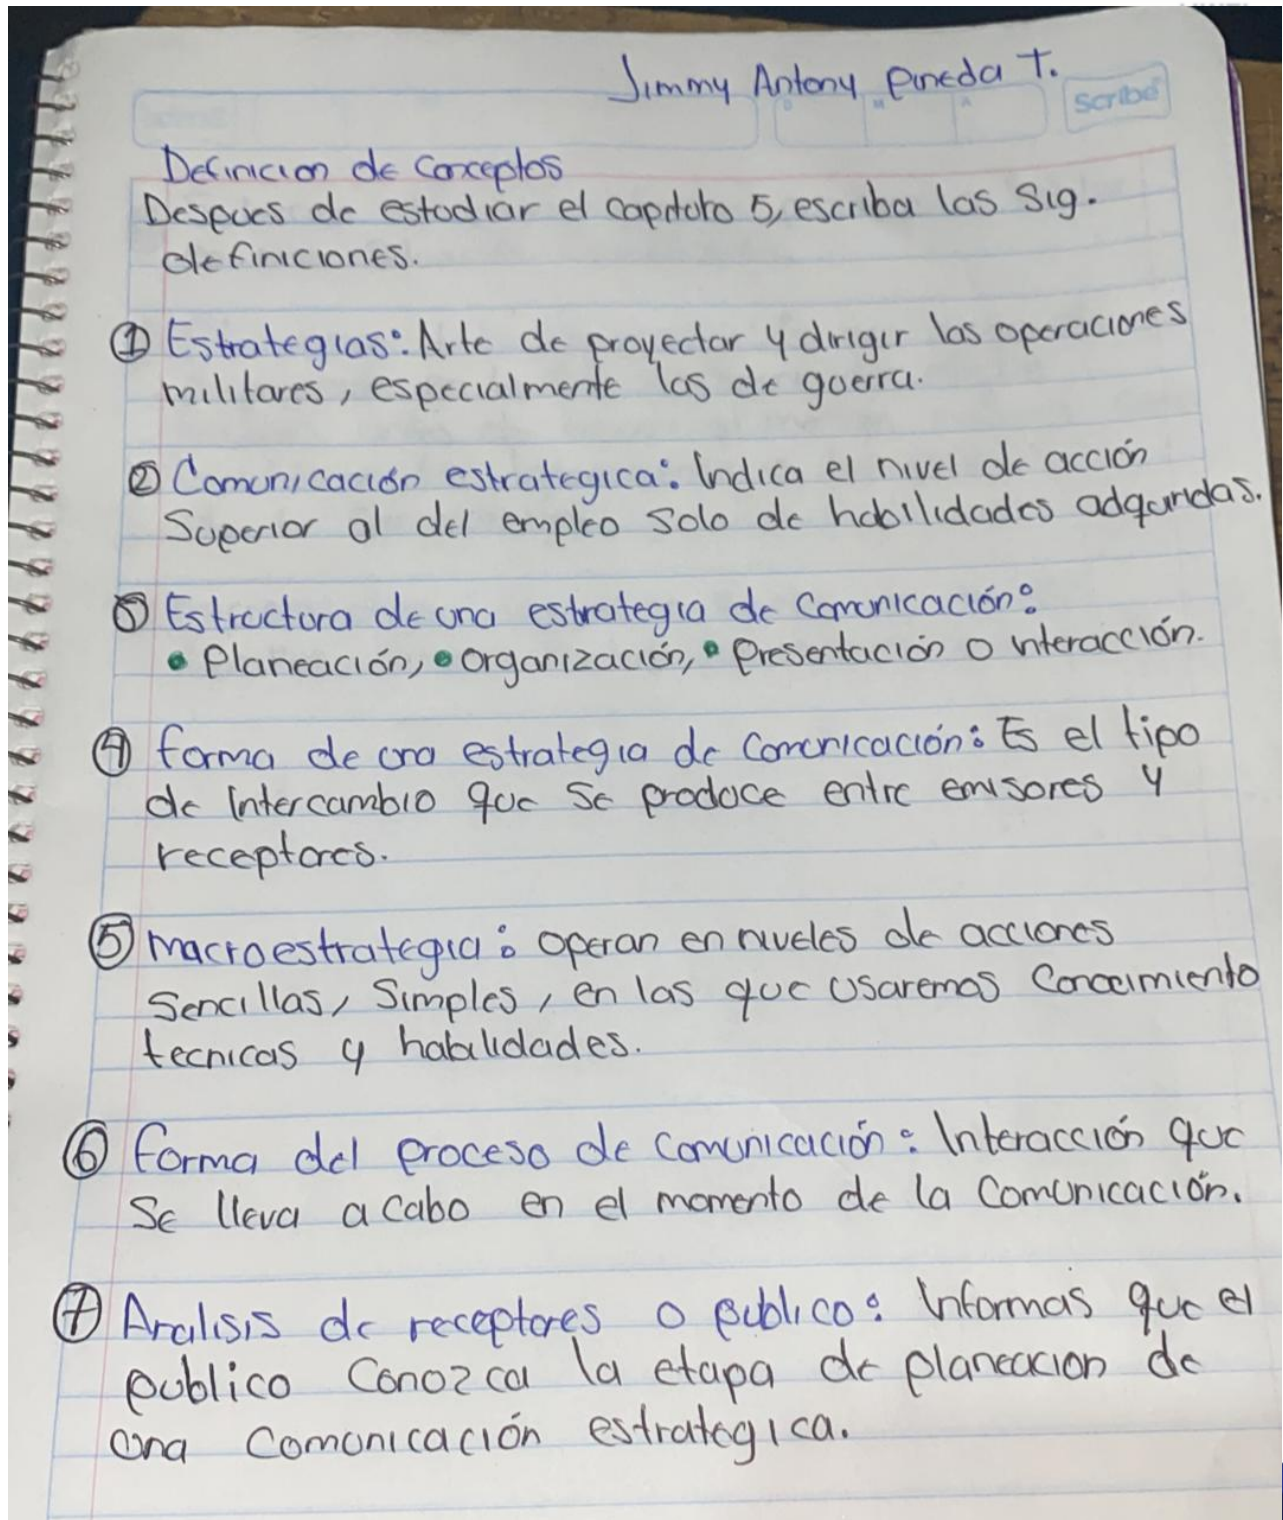 Jimmy Antony Pineda T.
Scribe
Definicion de Conceptos
Despues de estudiar el capitulo 5, escriba las Sig.
definiciones.
① Estrategias: Arte de proyectar y dirigir las operaciones
militares, especialmente las de guerra.
② Comunicación estrategica: Indica el nivel de acción
Superior al del empleo solo de habilidades adquiridas.
③ Estructura de una estrategia de comunicación:
• Planeación, • organización, • Presentación o interacción.
④ forma de una estrategia de comunicación: Es el tipo
de Intercambio que Se produce entre emisores y
receptores.
⑤ macroestrategia: operan en niveles de acciones
Sencillas, Simples, en las que usaremos Conocimiento
tecnicas y habilidades.
⑥ forma del proceso de comunicación: Interacción que
Se lleva acabo en el momento de la Comunicación.
⑦ Analisis de receptores o publico: Informas que el
publico Conozca la etapa de planeacion de
una Comunicación estrategica.